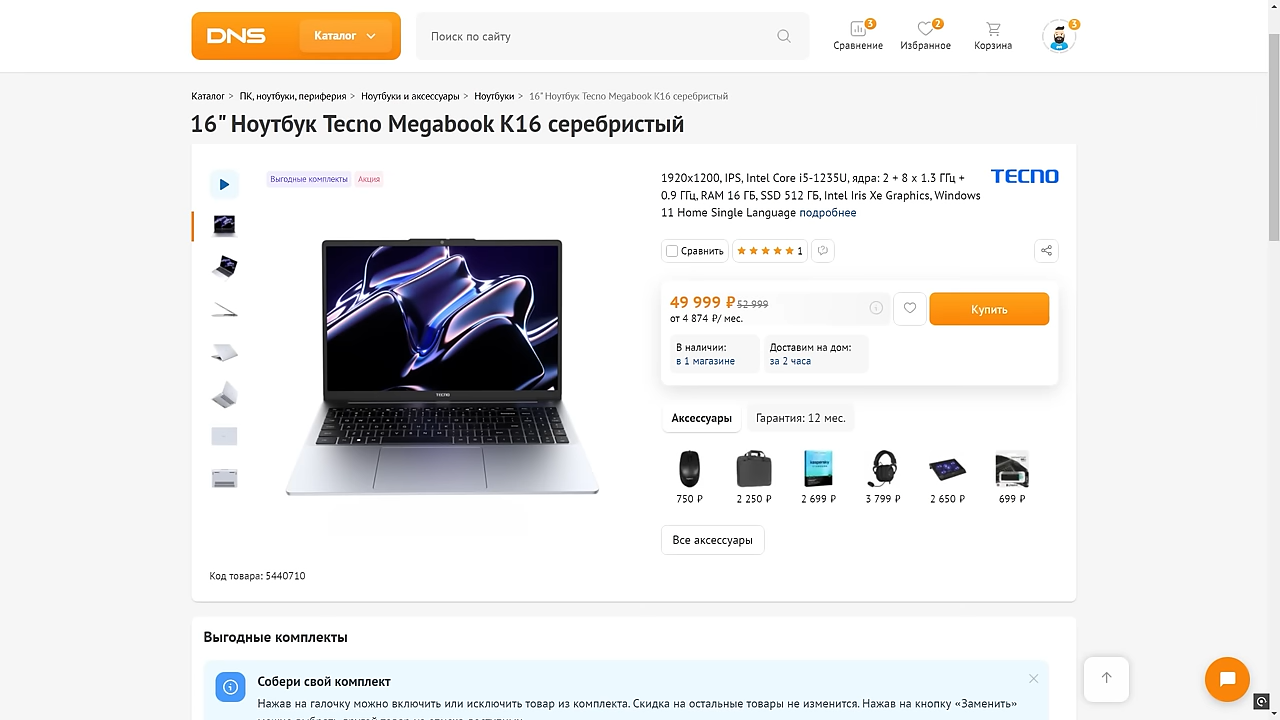 DNS
Каталог
Поиск по сайту
3
Сравнение
2
Избранное
Корзина
3
Каталог > ПК, ноутбуки, периферия > Ноутбуки и аксессуары > Ноутбуки > 16" Ноутбук Tecno Megabook K16 серебристый
16" Ноутбук Tecno Megabook K16 серебристый
Выгодные комплекты
Акция
TECNO
1920x1200, IPS, Intel Core i5-1235U, ядра: 2 + 8 х 1.3 ГГц +
0.9 ГГц, RAM 16 ГБ, SSD 512 ГБ, Intel Iris Xe Graphics, Windows
11 Home Single Language подробнее
TECNO
Сравнить
1
49 999 ₽ 52 999
от 4 874 ₽/ мес.
Купить
В наличии:
в 1 магазине
Доставим на дом:
за 2 часа
Аксессуары
Гарантия: 12 мес.
750 ₽
2 250 ₽
2 699 ₽
3 799 ₽
2 650 ₽
699 ₽
Все аксессуары
Код товара: 5440710
Выгодные комплекты
Собери свой комплект
Нажав на галочку можно включить или исключить товар из комплекта. Скидка на остальные товары не изменится. Нажав на кнопку «Заменить»